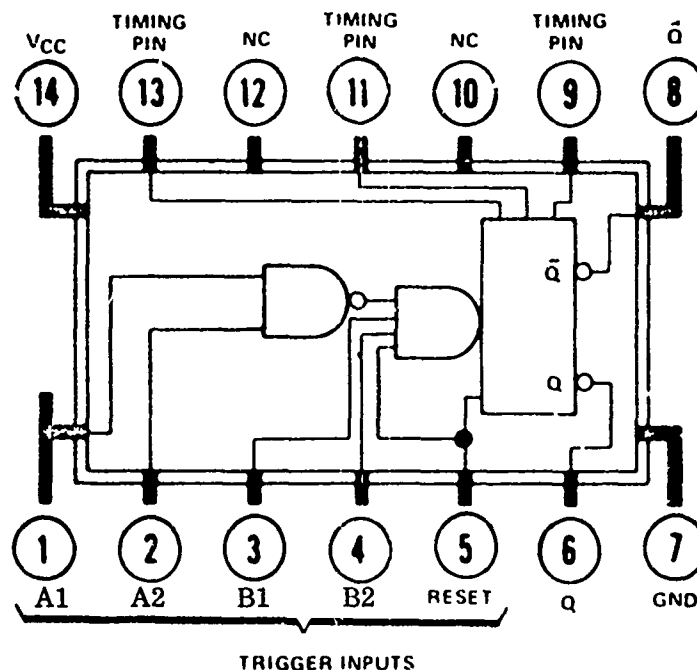 VCC TIMING PIN NC TIMING PIN NC TIMING PIN Q̄
14 13 12 11 10 9 8
Q̄
Q
1 2 3 4 5 6 7
A1 A2 B1 B2 RESET Q GND
TRIGGER INPUTS